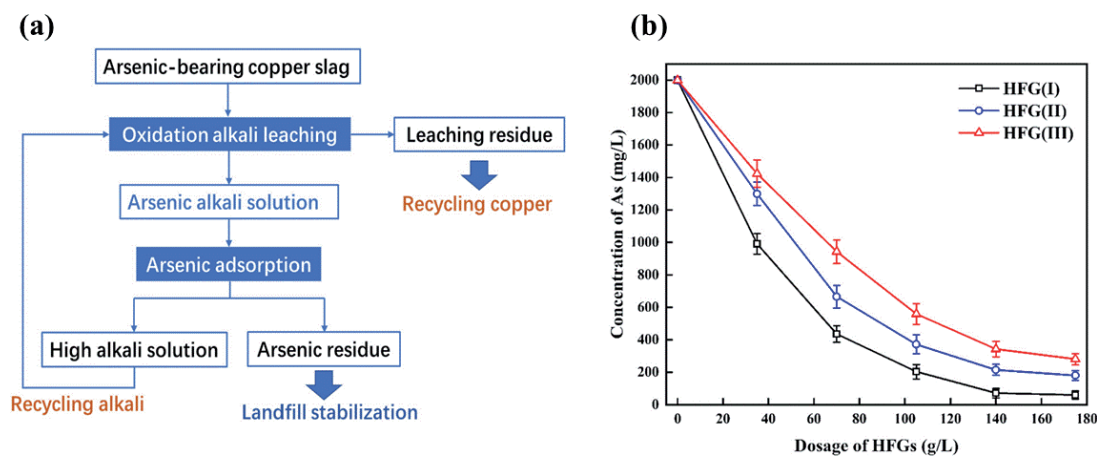 (a)
Arsenic-bearing copper slag
Oxidation alkali leaching
Leaching residue
Arsenic alkali solution
Recycling copper
Arsenic adsorption
High alkali solution
Arsenic residue
Recycling alkali
Landfill stabilization
(b)
HFG(I)
HFG(II)
HFG(III)
Concentration of As (mg/L)
2000
1800
1600
1400
1200
1000
800
600
400
200
0
0 20 40 60 80 100 120 140 160 180
Dosage of HFGs (g/L)